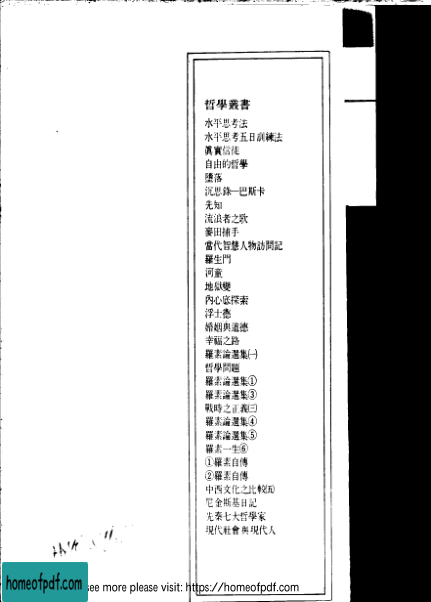 哲學叢書
水平思考法
水平思考五日訓練法
眞實信徒
自由的哲學
墮落
沉思錄—巴斯卡
先知
流浪者之歌
麥田捕手
當代智慧人物訪問記
羅生門
河童
地獄變
內心底探索
浮士德
婚姻與道德
幸福之路
羅素論選集㈠
哲學問題
羅素論選集①
羅素論選集③
戰時之正義㈢
羅素論選集④
羅素論選集⑤
羅素一生⑥
①羅素自傳
②羅素自傳
中西文化之比較㈤
尼金斯基日記
先秦七大哲學家
現代社會與現代人
homeofpdf.com
see more please visit: https://homeofpdf.com